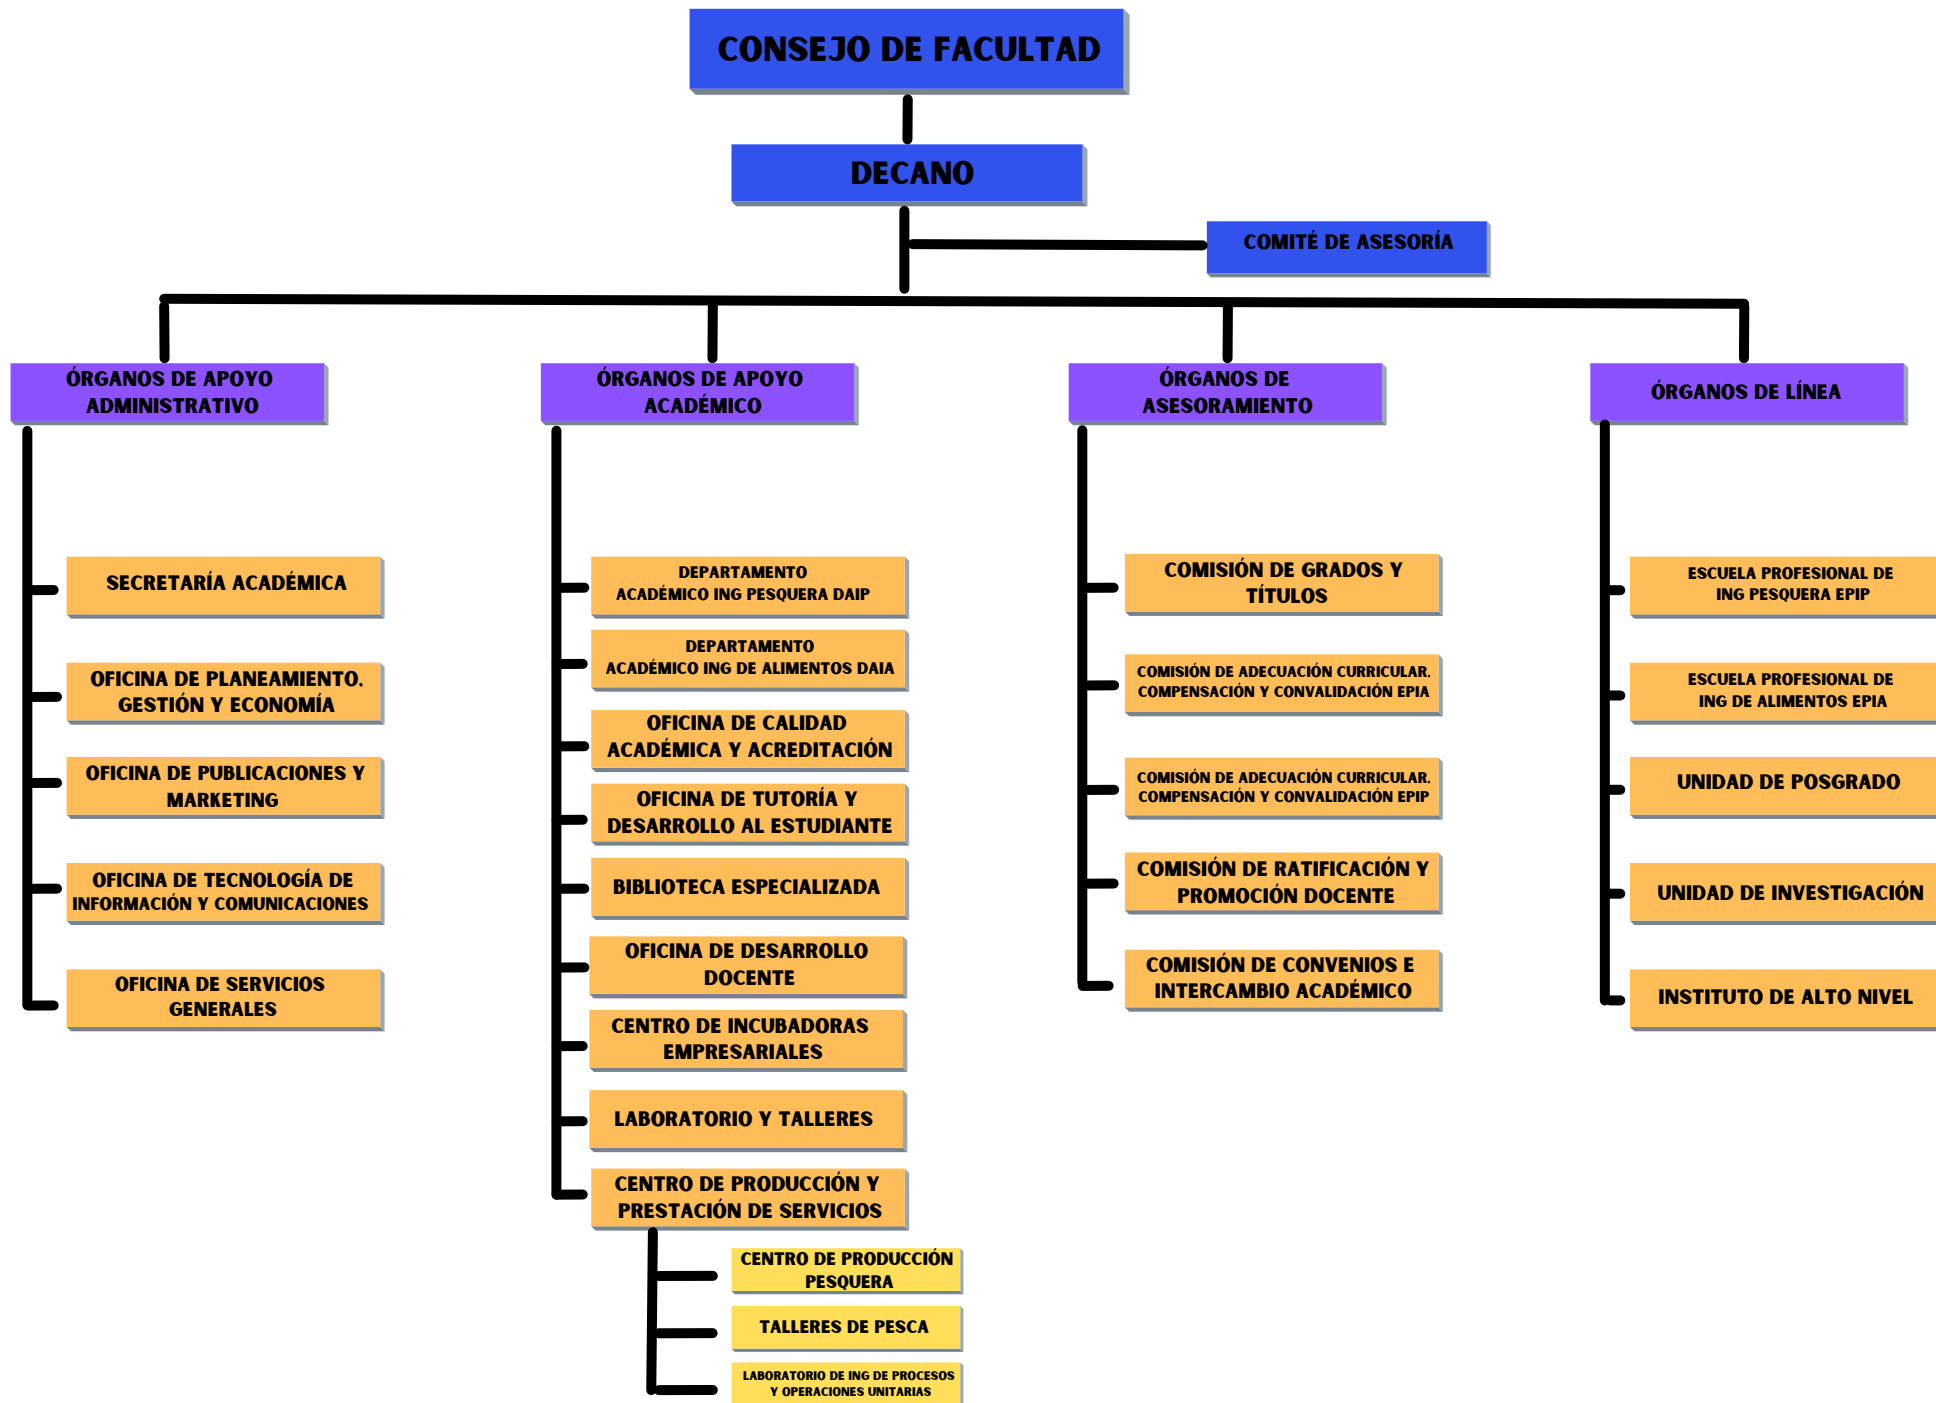 CONSEJO DE FACULTAD
DECANO
COMITÉ DE ASESORÍA
ÓRGANOS DE APOYO
ADMINISTRATIVO
SECRETARÍA ACADÉMICA
OFICINA DE PLANEAMIENTO,
GESTIÓN Y ECONOMÍA
OFICINA DE PUBLICACIONES Y
MARKETING
OFICINA DE TECNOLOGÍA DE
INFORMACIÓN Y COMUNICACIONES
OFICINA DE SERVICIOS
GENERALES
ÓRGANOS DE APOYO
ACADÉMICO
DEPARTAMENTO
ACADÉMICO ING PESQUERA DAIP
DEPARTAMENTO
ACADÉMICO ING DE ALIMENTOS DAIA
OFICINA DE CALIDAD
ACADÉMICA Y ACREDITACIÓN
OFICINA DE TUTORÍA Y
DESARROLLO AL ESTUDIANTE
BIBLIOTECA ESPECIALIZADA
OFICINA DE DESARROLLO
DOCENTE
CENTRO DE INCUBADORAS
EMPRESARIALES
LABORATORIO Y TALLERES
CENTRO DE PRODUCCIÓN Y
PRESTACIÓN DE SERVICIOS
CENTRO DE PRODUCCIÓN
PESQUERA
TALLERES DE PESCA
LABORATORIO DE ING DE PROCESOS
Y OPERACIONES UNITARIAS
ÓRGANOS DE
ASESORAMIENTO
COMISIÓN DE GRADOS Y
TÍTULOS
COMISIÓN DE ADECUACIÓN CURRICULAR,
COMPENSACIÓN Y CONVALIDACIÓN EPIA
COMISIÓN DE ADECUACIÓN CURRICULAR,
COMPENSACIÓN Y CONVALIDACIÓN EPIP
COMISIÓN DE RATIFICACIÓN Y
PROMOCIÓN DOCENTE
COMISIÓN DE CONVENIOS E
INTERCAMBIO ACADÉMICO
ÓRGANOS DE LÍNEA
ESCUELA PROFESIONAL DE
ING PESQUERA EPIP
ESCUELA PROFESIONAL DE
ING DE ALIMENTOS EPIA
UNIDAD DE POSGRADO
UNIDAD DE INVESTIGACIÓN
INSTITUTO DE ALTO NIVEL